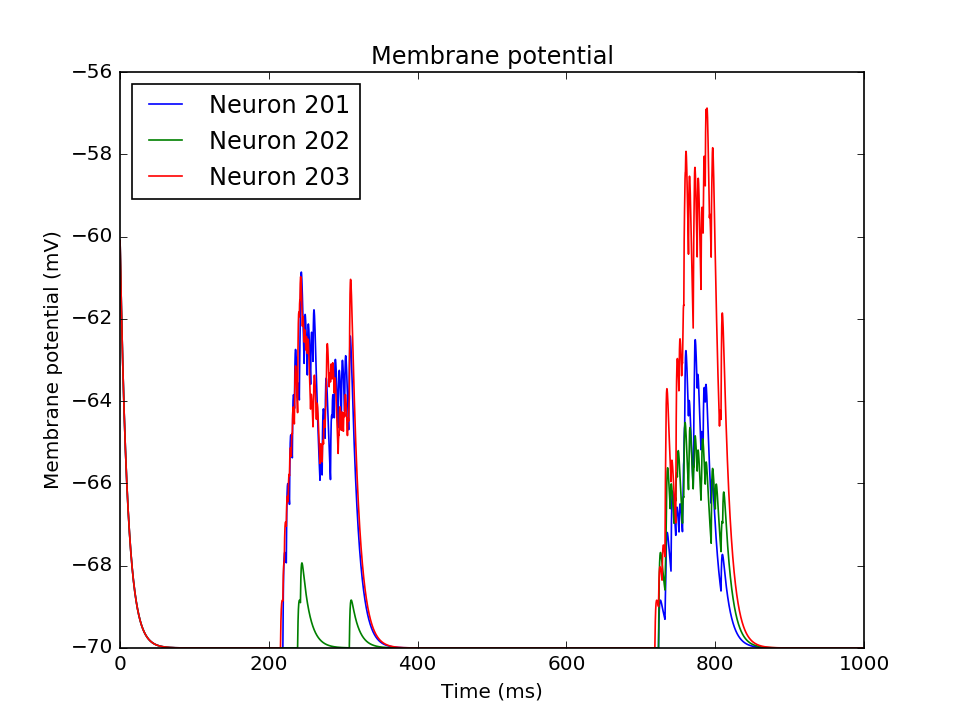 Membrane potential
−56
−58
−60
−62
−64
−66
−68
−70
Membrane potential (mV)
Neuron 201
Neuron 202
Neuron 203
0 200 400 600 800 1000
Time (ms)